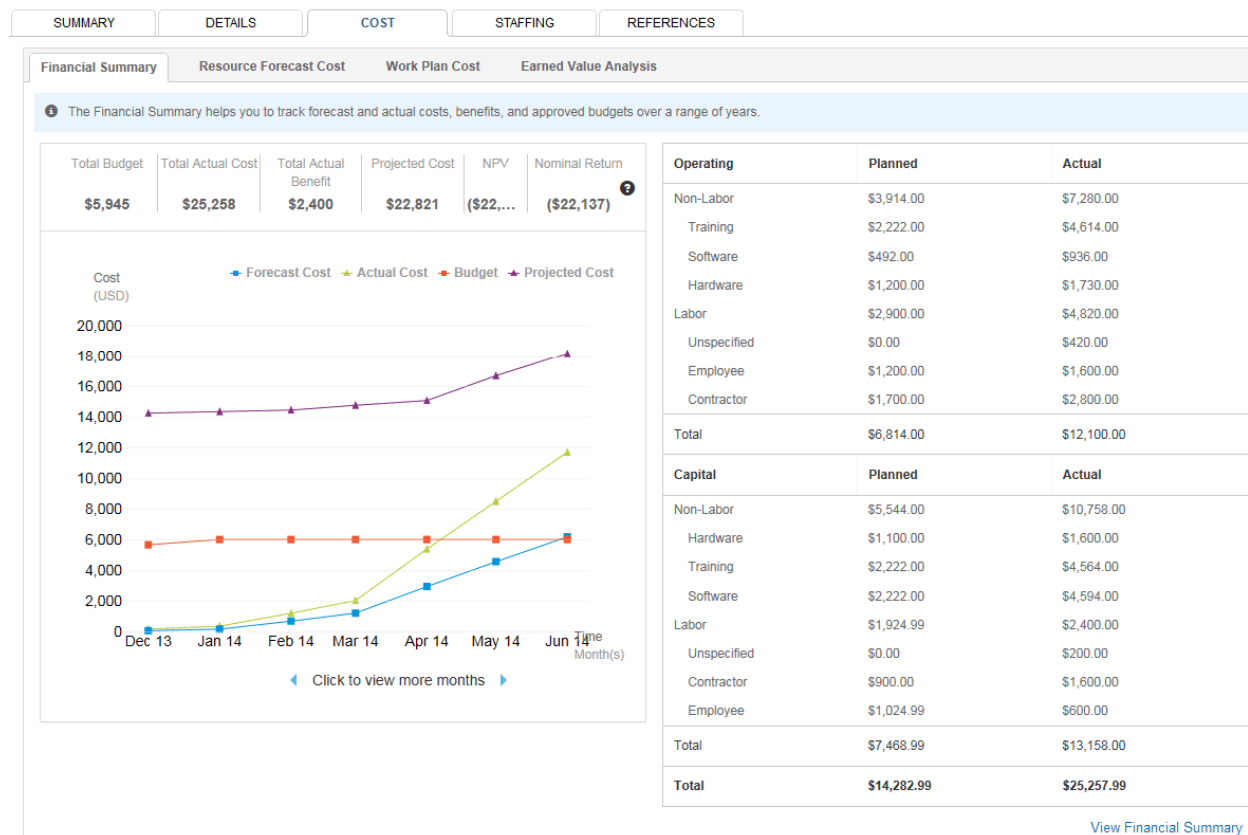 SUMMARY DETAILS COST STAFFING REFERENCES
Financial Summary Resource Forecast Cost Work Plan Cost Earned Value Analysis
The Financial Summary helps you to track forecast and actual costs, benefits, and approved budgets over a range of years.
Total Budget Total Actual Cost Total Actual Benefit Projected Cost NPV Nominal Return
$5,945 $25,258 $2,400 $22,821 ($22,... ($22,137)
?
Forecast Cost Actual Cost Budget Projected Cost
Cost
(USD)
20,000
18,000
16,000
14,000
12,000
10,000
8,000
6,000
4,000
2,000
0
Dec 13 Jan 14 Feb 14 Mar 14 Apr 14 May 14 Jun 14
Time
Month(s)
Click to view more months
Operating Planned Actual
Non-Labor $3,914.00 $7,280.00
Training $2,222.00 $4,614.00
Software $492.00 $936.00
Hardware $1,200.00 $1,730.00
Labor $2,900.00 $4,820.00
Unspecified $0.00 $420.00
Employee $1,200.00 $1,600.00
Contractor $1,700.00 $2,800.00
Total $6,814.00 $12,100.00
Capital Planned Actual
Non-Labor $5,544.00 $10,758.00
Hardware $1,100.00 $1,600.00
Training $2,222.00 $4,564.00
Software $2,222.00 $4,594.00
Labor $1,924.99 $2,400.00
Unspecified $0.00 $200.00
Contractor $900.00 $1,600.00
Employee $1,024.99 $600.00
Total $7,468.99 $13,158.00
Total $14,282.99 $25,257.99
View Financial Summary